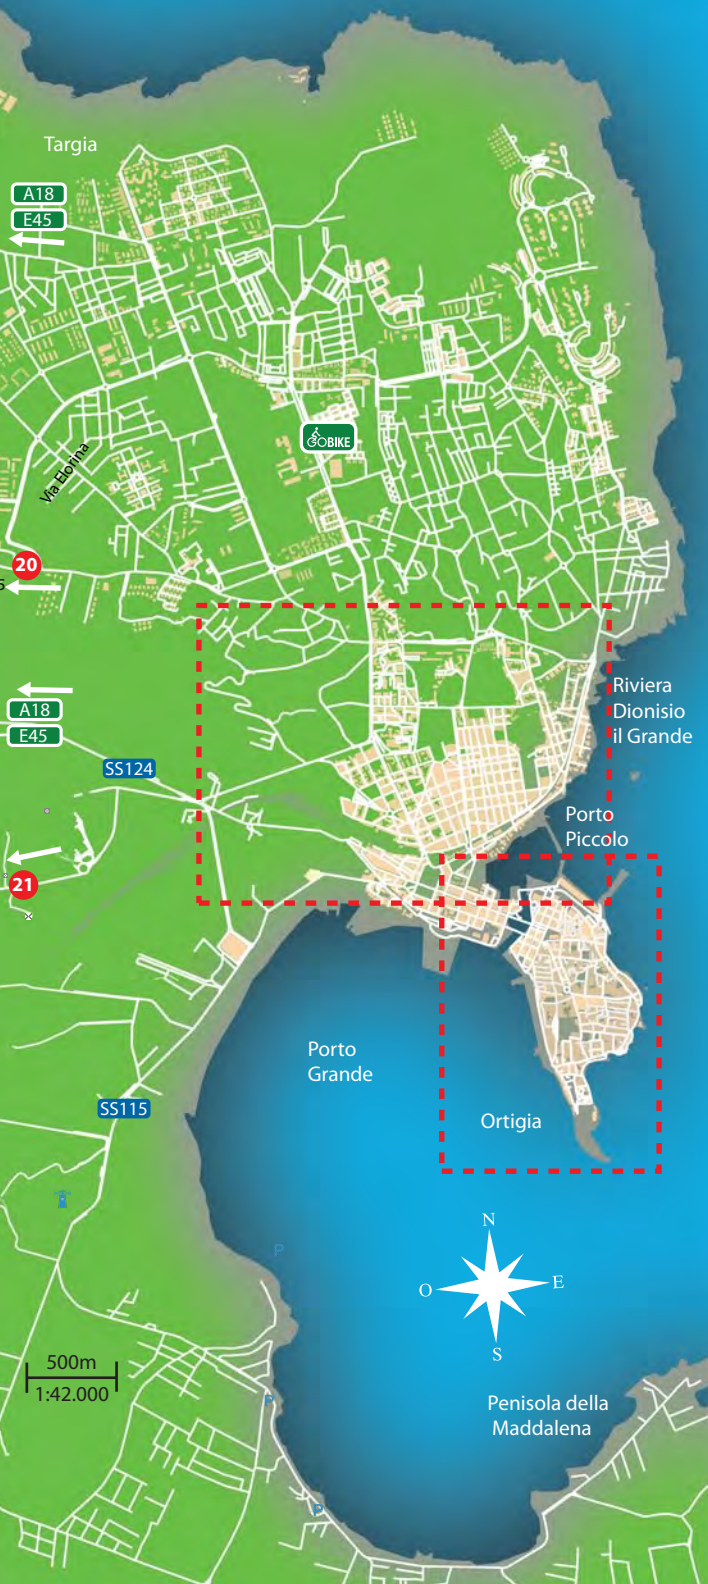 Targia
A18
E45
GOBIKE
Via Elorina
20
5
A18
E45
Riviera
Dionisio
il Grande
SS124
Porto
Piccolo
21
Porto
Grande
SS115
Ortigia
P
N
O
E
S
500m
1:42.000
P
Penisola della
Maddalena
P